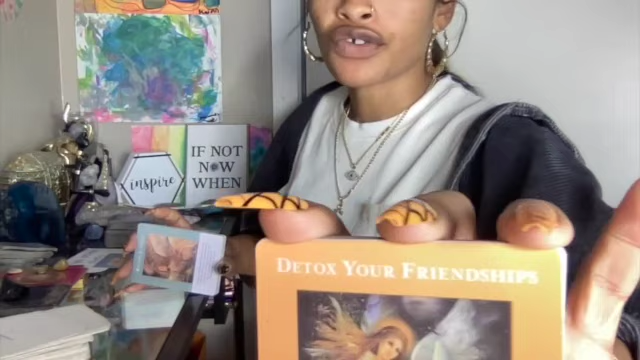 inspire
IF NOT
NOW
WHEN
DETOX YOUR FRIENDSHIPS